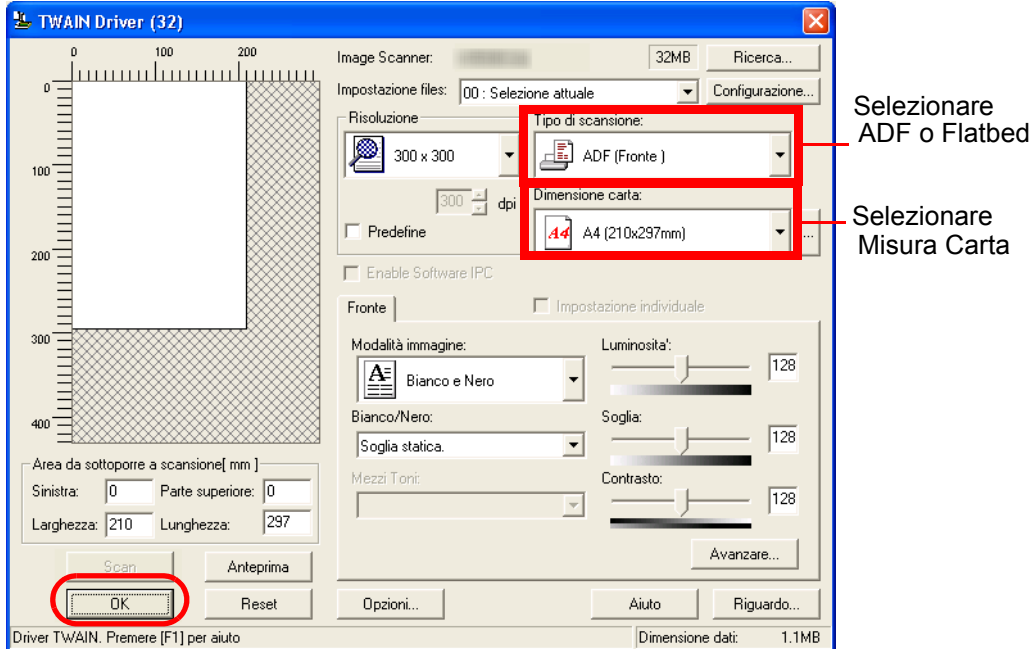 TWAIN Driver (32)
0 100 200
0
100
200
300
400
Image Scanner:
32MB
Ricerca...
Impostazione files:
00 : Selezione attuale
Configurazione...
Risoluzione
300 x 300
300 dpi
Predefine
Tipo di scansione:
ADF (Fronte )
Dimensione carta:
A4
A4 (210x297mm)
...
Selezionare
ADF o Flatbed
Selezionare
Misura Carta
Enable Software IPC
Fronte
Impostazione individuale
Modalità immagine:
Bianco e Nero
Bianco/Nero:
Soglia statica.
Mezzi Toni:
Luminosita':
128
Soglia:
128
Contrasto:
128
Avanzare...
Area da sottoporre a scansione[ mm ]
Sinistra: 0 Parte superiore: 0
Larghezza: 210 Lunghezza: 297
Scan
Anteprima
OK
Reset
Opzioni...
Aiuto
Riguardo...
Driver TWAIN. Premere [F1] per aiuto
Dimensione dati: 1.1MB